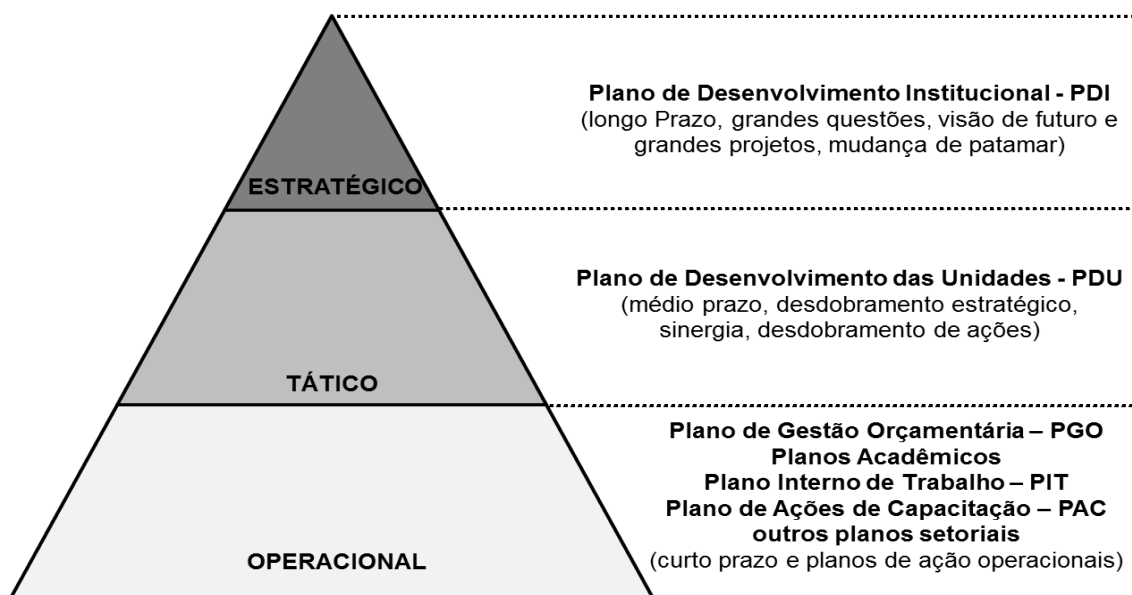 Plano de Desenvolvimento Institucional - PDI
(longo Prazo, grandes questões, visão de futuro e
grandes projetos, mudança de patamar)
ESTRATÉGICO
Plano de Desenvolvimento das Unidades - PDU
(médio prazo, desdobramento estratégico,
sinergia, desdobramento de ações)
TÁTICO
Plano de Gestão Orçamentária – PGO
Planos Acadêmicos
Plano Interno de Trabalho – PIT
Plano de Ações de Capacitação – PAC
outros planos setoriais
(curto prazo e planos de ação operacionais)
OPERACIONAL